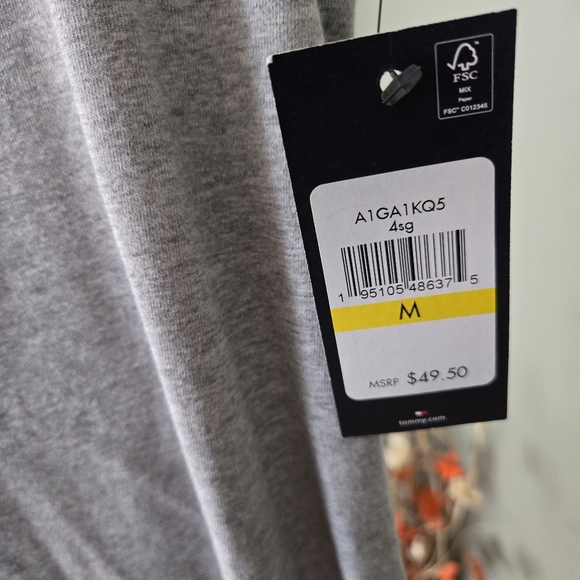 FSC
MIX
Paper
FSC® C012345
A1GA1KQ5
4sg
1 95105 48637 5
M
MSRP $49.50
tommy.com